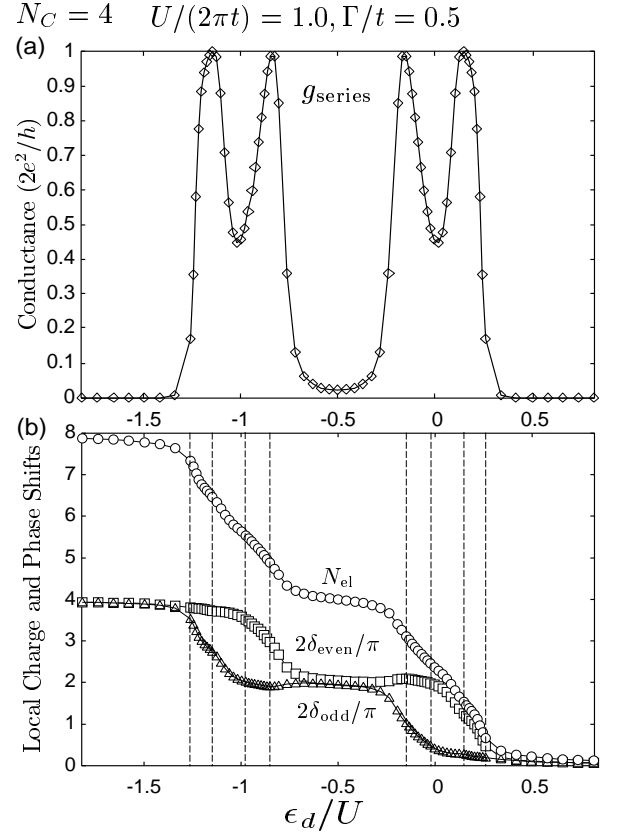 N_C = 4 U/(2πt) = 1.0, Γ/t = 0.5
(a)
g_series
Conductance (2e²/h)
1
0.9
0.8
0.7
0.6
0.5
0.4
0.3
0.2
0.1
0
-1.5 -1 -0.5 0 0.5
(b)
Local Charge and Phase Shifts
8
7
6
5
4
3
2
1
0
N_el
2δ_even/π
2δ_odd/π
-1.5 -1 -0.5 0 0.5
ϵ_d/U